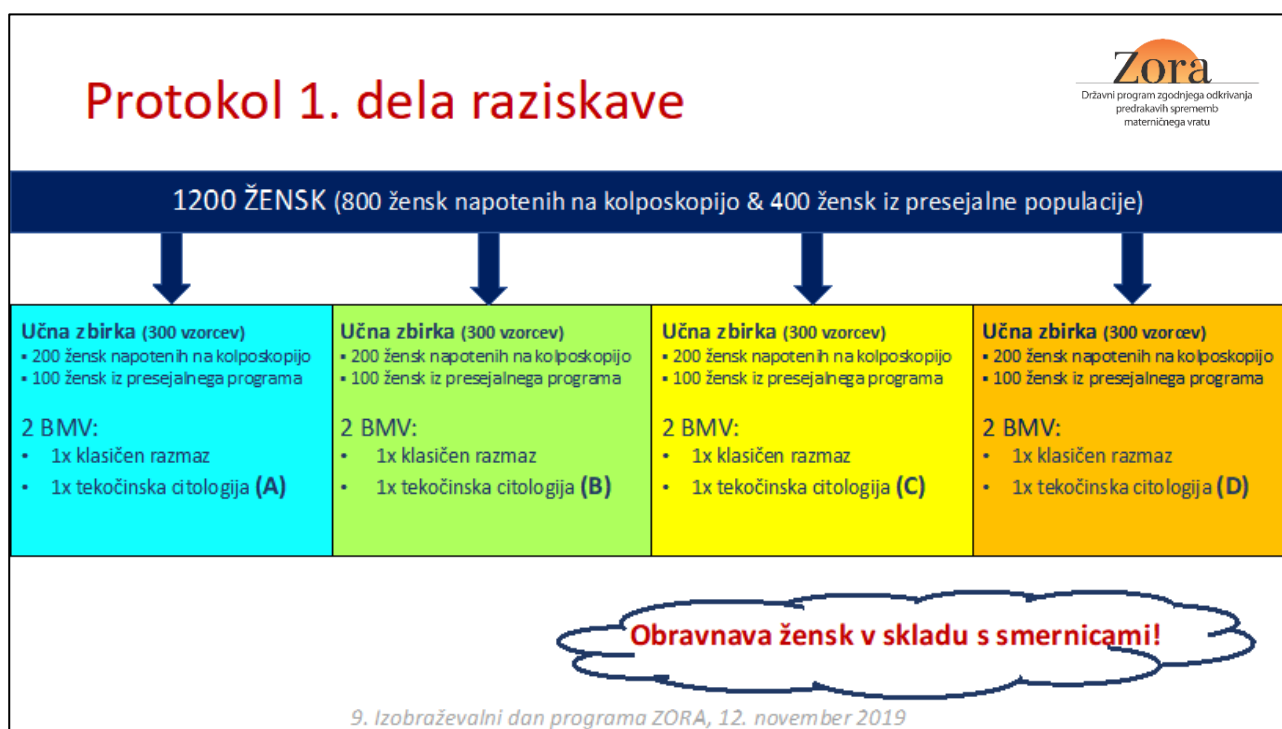 Protokol 1. dela raziskave
Zora
Državni program zgodnjega odkrivanja
predrakavih sprememb
materničnega vratu
1200 ŽENSK (800 žensk napotenih na kolposkopijo & 400 žensk iz presejalne populacije)
Učna zbirka (300 vzorcev)
▪ 200 žensk napotenih na kolposkopijo
▪ 100 žensk iz presejalnega programa
2 BMV:
• 1x klasičen razmaz
• 1x tekočinska citologija (A)
Učna zbirka (300 vzorcev)
▪ 200 žensk napotenih na kolposkopijo
▪ 100 žensk iz presejalnega programa
2 BMV:
• 1x klasičen razmaz
• 1x tekočinska citologija (B)
Učna zbirka (300 vzorcev)
▪ 200 žensk napotenih na kolposkopijo
▪ 100 žensk iz presejalnega programa
2 BMV:
• 1x klasičen razmaz
• 1x tekočinska citologija (C)
Učna zbirka (300 vzorcev)
▪ 200 žensk napotenih na kolposkopijo
▪ 100 žensk iz presejalnega programa
2 BMV:
• 1x klasičen razmaz
• 1x tekočinska citologija (D)
Obravnava žensk v skladu s smernicami!
9. Izobraževalni dan programa ZORA, 12. november 2019